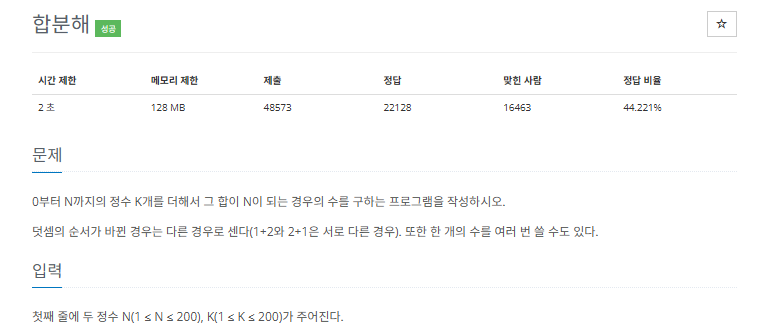 합분해 성공
☆
시간 제한 메모리 제한 제출 정답 맞힌 사람 정답 비율
2 초 128 MB 48573 22128 16463 44.221%
문제
0부터 N까지의 정수 K개를 더해서 그 합이 N이 되는 경우의 수를 구하는 프로그램을 작성하시오.
덧셈의 순서가 바뀐 경우는 다른 경우로 센다(1+2와 2+1은 서로 다른 경우). 또한 한 개의 수를 여러 번 쓸 수도 있다.
입력
첫째 줄에 두 정수 N(1 ≤ N ≤ 200), K(1 ≤ K ≤ 200)가 주어진다.